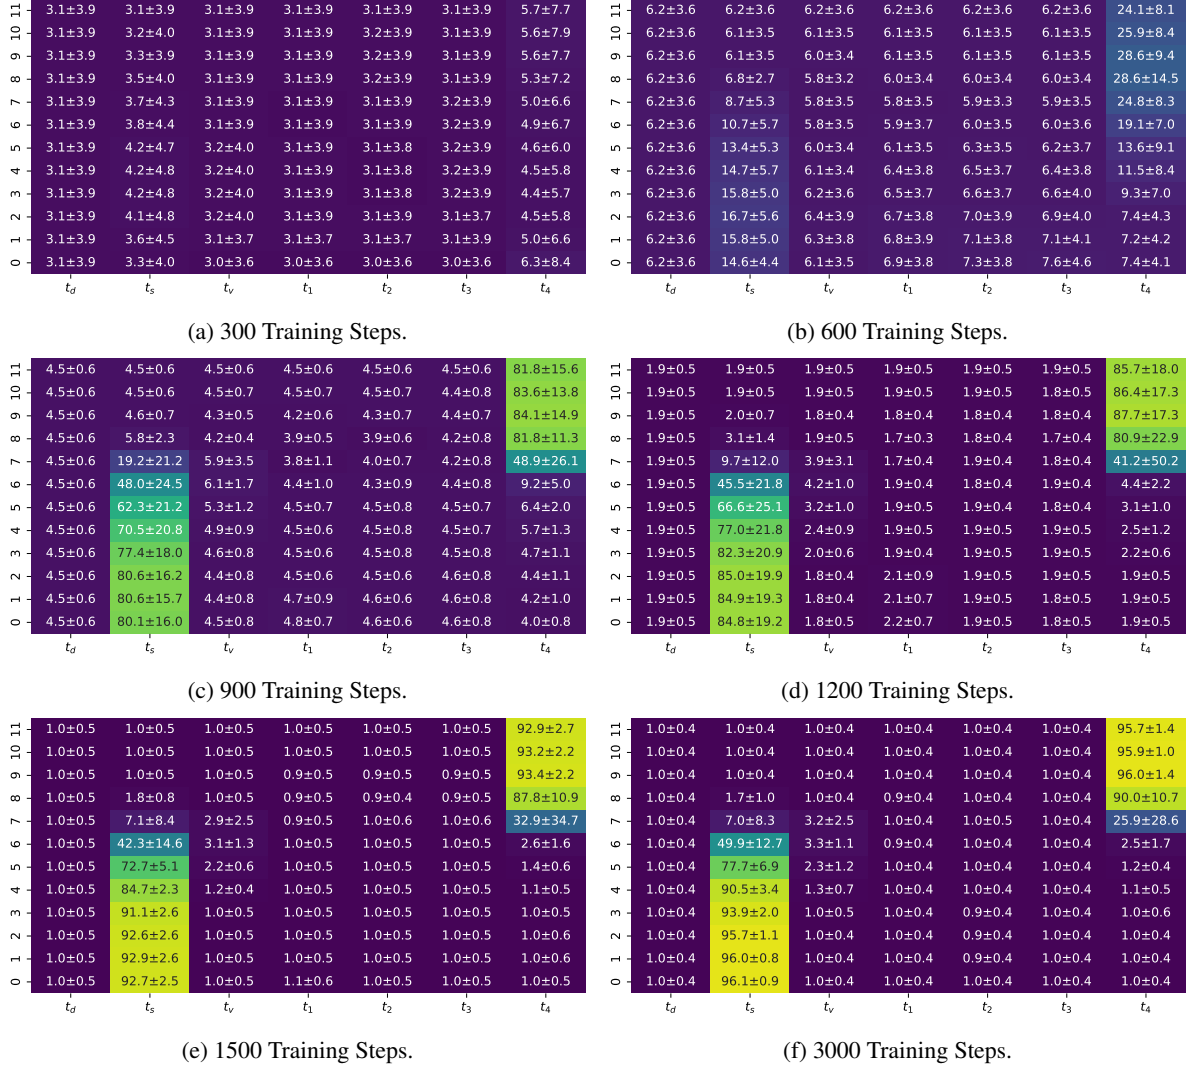 11 3.1±3.9 3.1±3.9 3.1±3.9 3.1±3.9 3.1±3.9 3.1±3.9 5.7±7.7
10 3.1±3.9 3.2±4.0 3.1±3.9 3.1±3.9 3.2±3.9 3.1±3.9 5.6±7.9
9 3.1±3.9 3.3±3.9 3.1±3.9 3.1±3.9 3.2±3.9 3.1±3.9 5.6±7.7
8 3.1±3.9 3.5±4.0 3.1±3.9 3.1±3.9 3.2±3.9 3.1±3.9 5.3±7.2
7 3.1±3.9 3.7±4.3 3.1±3.9 3.1±3.9 3.1±3.9 3.2±3.9 5.0±6.6
6 3.1±3.9 3.8±4.4 3.1±3.9 3.1±3.9 3.1±3.9 3.2±3.9 4.9±6.7
5 3.1±3.9 4.2±4.7 3.2±4.0 3.1±3.9 3.1±3.8 3.2±3.9 4.6±6.0
4 3.1±3.9 4.2±4.8 3.2±4.0 3.1±3.9 3.1±3.8 3.2±3.9 4.5±5.8
3 3.1±3.9 4.2±4.8 3.2±4.0 3.1±3.9 3.1±3.8 3.2±3.9 4.4±5.7
2 3.1±3.9 4.1±4.8 3.2±4.0 3.1±3.9 3.1±3.9 3.1±3.7 4.5±5.8
1 3.1±3.9 3.6±4.5 3.1±3.7 3.1±3.7 3.1±3.7 3.1±3.9 5.0±6.6
0 3.1±3.9 3.3±4.0 3.0±3.6 3.0±3.6 3.0±3.6 3.0±3.6 6.3±8.4
t_d t_s t_v t_1 t_2 t_3 t_4
(a) 300 Training Steps.
11 6.2±3.6 6.2±3.6 6.2±3.6 6.2±3.6 6.2±3.6 6.2±3.6 24.1±8.1
10 6.2±3.6 6.1±3.5 6.1±3.5 6.1±3.5 6.1±3.5 6.1±3.5 25.9±8.4
9 6.2±3.6 6.1±3.5 6.0±3.4 6.1±3.5 6.1±3.5 6.1±3.5 28.6±9.4
8 6.2±3.6 6.8±2.7 5.8±3.2 6.0±3.4 6.0±3.4 6.1±3.5 28.6±14.5
7 6.2±3.6 8.7±5.3 5.8±3.5 5.8±3.5 5.9±3.3 5.9±3.5 24.8±8.3
6 6.2±3.6 10.7±5.7 5.8±3.5 5.9±3.7 6.0±3.5 6.0±3.6 19.1±7.0
5 6.2±3.6 13.4±5.3 6.0±3.4 6.1±3.5 6.3±3.5 6.2±3.7 13.6±9.1
4 6.2±3.6 14.7±5.7 6.1±3.4 6.4±3.8 6.5±3.7 6.4±3.8 11.5±8.4
3 6.2±3.6 15.8±5.0 6.2±3.6 6.5±3.7 6.6±3.7 6.6±4.0 9.3±7.0
2 6.2±3.6 16.7±5.6 6.4±3.9 6.7±3.8 7.0±3.9 6.9±4.0 7.4±4.3
1 6.2±3.6 15.8±5.0 6.3±3.8 6.8±3.9 7.1±3.8 7.1±4.1 7.2±4.2
0 6.2±3.6 14.6±4.4 6.1±3.5 6.9±3.8 7.3±3.8 7.6±4.6 7.4±4.1
t_d t_s t_v t_1 t_2 t_3 t_4
(b) 600 Training Steps.
11 4.5±0.6 4.5±0.6 4.5±0.6 4.5±0.6 4.5±0.6 4.5±0.6 81.8±15.6
10 4.5±0.6 4.5±0.6 4.5±0.7 4.5±0.7 4.5±0.7 4.4±0.8 83.6±13.8
9 4.5±0.6 4.6±0.7 4.3±0.5 4.2±0.6 4.3±0.7 4.4±0.7 84.1±14.9
8 4.5±0.6 5.8±2.3 4.2±0.4 3.9±0.5 3.9±0.6 4.2±0.8 81.8±11.3
7 4.5±0.6 19.2±21.2 5.9±3.5 3.8±1.1 4.0±0.7 4.2±0.8 48.9±26.1
6 4.5±0.6 48.0±24.5 6.1±1.7 4.4±1.0 4.3±0.9 4.4±0.8 9.2±5.0
5 4.5±0.6 62.3±21.2 5.3±1.2 4.5±0.7 4.5±0.8 4.5±0.7 6.4±2.0
4 4.5±0.6 70.5±20.8 4.9±0.9 4.5±0.6 4.5±0.8 4.5±0.7 5.7±1.3
3 4.5±0.6 77.4±18.0 4.6±0.8 4.5±0.6 4.5±0.8 4.5±0.8 4.7±1.1
2 4.5±0.6 80.6±16.2 4.4±0.8 4.5±0.6 4.5±0.6 4.6±0.8 4.4±1.1
1 4.5±0.6 80.6±15.7 4.4±0.8 4.7±0.9 4.6±0.6 4.6±0.8 4.2±1.0
0 4.5±0.6 80.1±16.0 4.5±0.8 4.8±0.7 4.6±0.6 4.6±0.8 4.0±0.8
t_d t_s t_v t_1 t_2 t_3 t_4
(c) 900 Training Steps.
11 1.9±0.5 1.9±0.5 1.9±0.5 1.9±0.5 1.9±0.5 1.9±0.5 85.7±18.0
10 1.9±0.5 1.9±0.5 1.9±0.5 1.9±0.5 1.9±0.5 1.9±0.5 86.4±17.3
9 1.9±0.5 2.0±0.7 1.8±0.4 1.8±0.4 1.8±0.4 1.8±0.4 87.7±17.3
8 1.9±0.5 3.1±1.4 1.9±0.5 1.7±0.3 1.8±0.4 1.7±0.4 80.9±22.9
7 1.9±0.5 9.7±12.0 3.9±3.1 1.7±0.4 1.9±0.5 1.8±0.4 41.2±50.2
6 1.9±0.5 45.5±21.8 4.2±1.0 1.9±0.4 1.8±0.4 1.9±0.5 4.4±2.2
5 1.9±0.5 66.6±25.1 3.2±1.0 1.9±0.5 1.9±0.4 1.8±0.4 3.1±1.0
4 1.9±0.5 77.0±21.8 2.4±0.9 1.9±0.5 1.9±0.5 1.9±0.5 2.5±1.2
3 1.9±0.5 82.3±20.9 2.0±0.6 1.9±0.4 1.9±0.5 1.8±0.5 2.2±0.6
2 1.9±0.5 85.0±19.9 1.8±0.4 2.1±0.9 1.9±0.5 1.8±0.5 1.9±0.5
1 1.9±0.5 84.9±19.3 1.8±0.4 2.1±0.7 1.9±0.5 1.8±0.5 1.9±0.5
0 1.9±0.5 84.8±19.2 1.8±0.5 2.2±0.7 1.9±0.5 1.8±0.5 1.9±0.5
t_d t_s t_v t_1 t_2 t_3 t_4
(d) 1200 Training Steps.
11 1.0±0.5 1.0±0.5 1.0±0.5 1.0±0.5 1.0±0.5 1.0±0.5 92.9±2.7
10 1.0±0.5 1.0±0.5 1.0±0.5 1.0±0.5 1.0±0.5 1.0±0.6 93.2±2.2
9 1.0±0.5 1.0±0.5 1.0±0.5 0.9±0.5 0.9±0.5 0.9±0.5 93.4±2.2
8 1.0±0.5 1.8±0.8 1.0±0.5 0.9±0.5 0.9±0.4 0.9±0.5 87.8±10.9
7 1.0±0.5 7.1±8.4 2.9±2.5 0.9±0.5 1.0±0.6 1.0±0.6 32.9±34.7
6 1.0±0.5 42.3±14.6 3.1±1.3 1.0±0.5 1.0±0.5 1.0±0.5 2.6±1.6
5 1.0±0.5 72.7±5.1 2.2±0.6 1.0±0.5 1.0±0.5 1.0±0.5 1.4±0.6
4 1.0±0.5 84.7±2.3 1.2±0.4 1.0±0.5 1.0±0.5 1.0±0.5 1.1±0.5
3 1.0±0.5 91.1±2.6 1.0±0.5 1.0±0.5 1.0±0.6 1.0±0.5 1.0±0.5
2 1.0±0.5 92.6±2.6 1.0±0.5 1.0±0.5 1.0±0.5 1.0±0.5 1.0±0.6
1 1.0±0.5 92.9±2.6 1.0±0.5 1.0±0.5 1.0±0.5 1.0±0.5 1.0±0.6
0 1.0±0.5 92.7±2.5 1.0±0.5 1.1±0.6 1.0±0.5 1.0±0.5 1.0±0.5
t_d t_s t_v t_1 t_2 t_3 t_4
(e) 1500 Training Steps.
11 1.0±0.4 1.0±0.4 1.0±0.4 1.0±0.4 1.0±0.4 1.0±0.4 95.7±1.4
10 1.0±0.4 1.0±0.4 1.0±0.4 1.0±0.4 1.0±0.4 1.0±0.4 95.9±1.0
9 1.0±0.4 1.0±0.4 1.0±0.4 1.0±0.4 1.0±0.4 1.0±0.4 96.0±1.4
8 1.0±0.4 1.7±1.0 1.0±0.4 0.9±0.4 1.0±0.4 1.0±0.4 90.0±10.7
7 1.0±0.4 7.0±8.3 3.2±2.5 1.0±0.4 1.0±0.4 1.0±0.4 25.9±28.6
6 1.0±0.4 49.9±12.7 3.3±1.1 0.9±0.4 1.0±0.4 1.0±0.4 2.5±1.7
5 1.0±0.4 77.7±6.9 2.3±1.2 1.0±0.4 1.0±0.4 1.0±0.4 1.2±0.4
4 1.0±0.4 90.5±3.4 1.3±0.7 1.0±0.4 1.0±0.4 1.0±0.4 1.1±0.5
3 1.0±0.4 93.9±2.0 1.0±0.4 1.0±0.4 0.9±0.4 1.0±0.4 1.0±0.6
2 1.0±0.4 95.7±1.1 1.0±0.4 1.0±0.4 0.9±0.4 1.0±0.4 1.0±0.4
1 1.0±0.4 96.0±0.8 1.0±0.4 1.0±0.4 0.9±0.4 1.0±0.4 1.0±0.4
0 1.0±0.4 96.1±0.9 1.0±0.4 1.0±0.4 1.0±0.4 1.0±0.4 1.0±0.4
t_d t_s t_v t_1 t_2 t_3 t_4
(f) 3000 Training Steps.